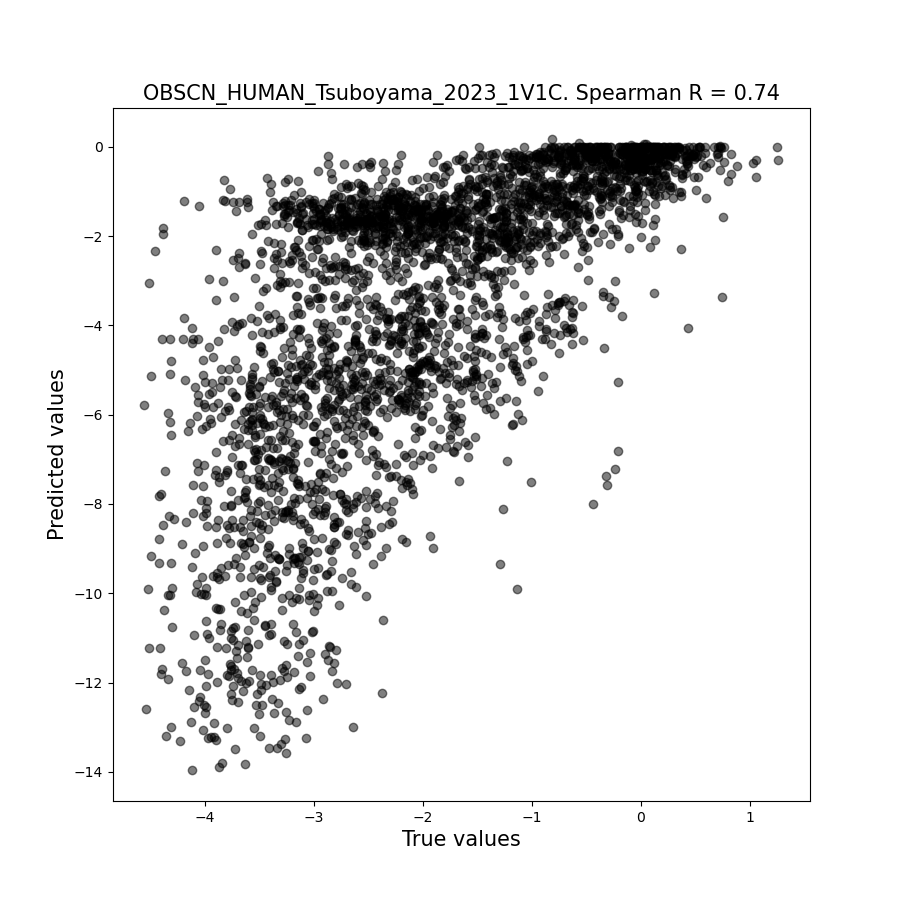 OBSCN_HUMAN_Tsuboyama_2023_1V1C. Spearman R = 0.74
0
−2
−4
−6
−8
−10
−12
−14
Predicted values
−4 −3 −2 −1 0 1
True values